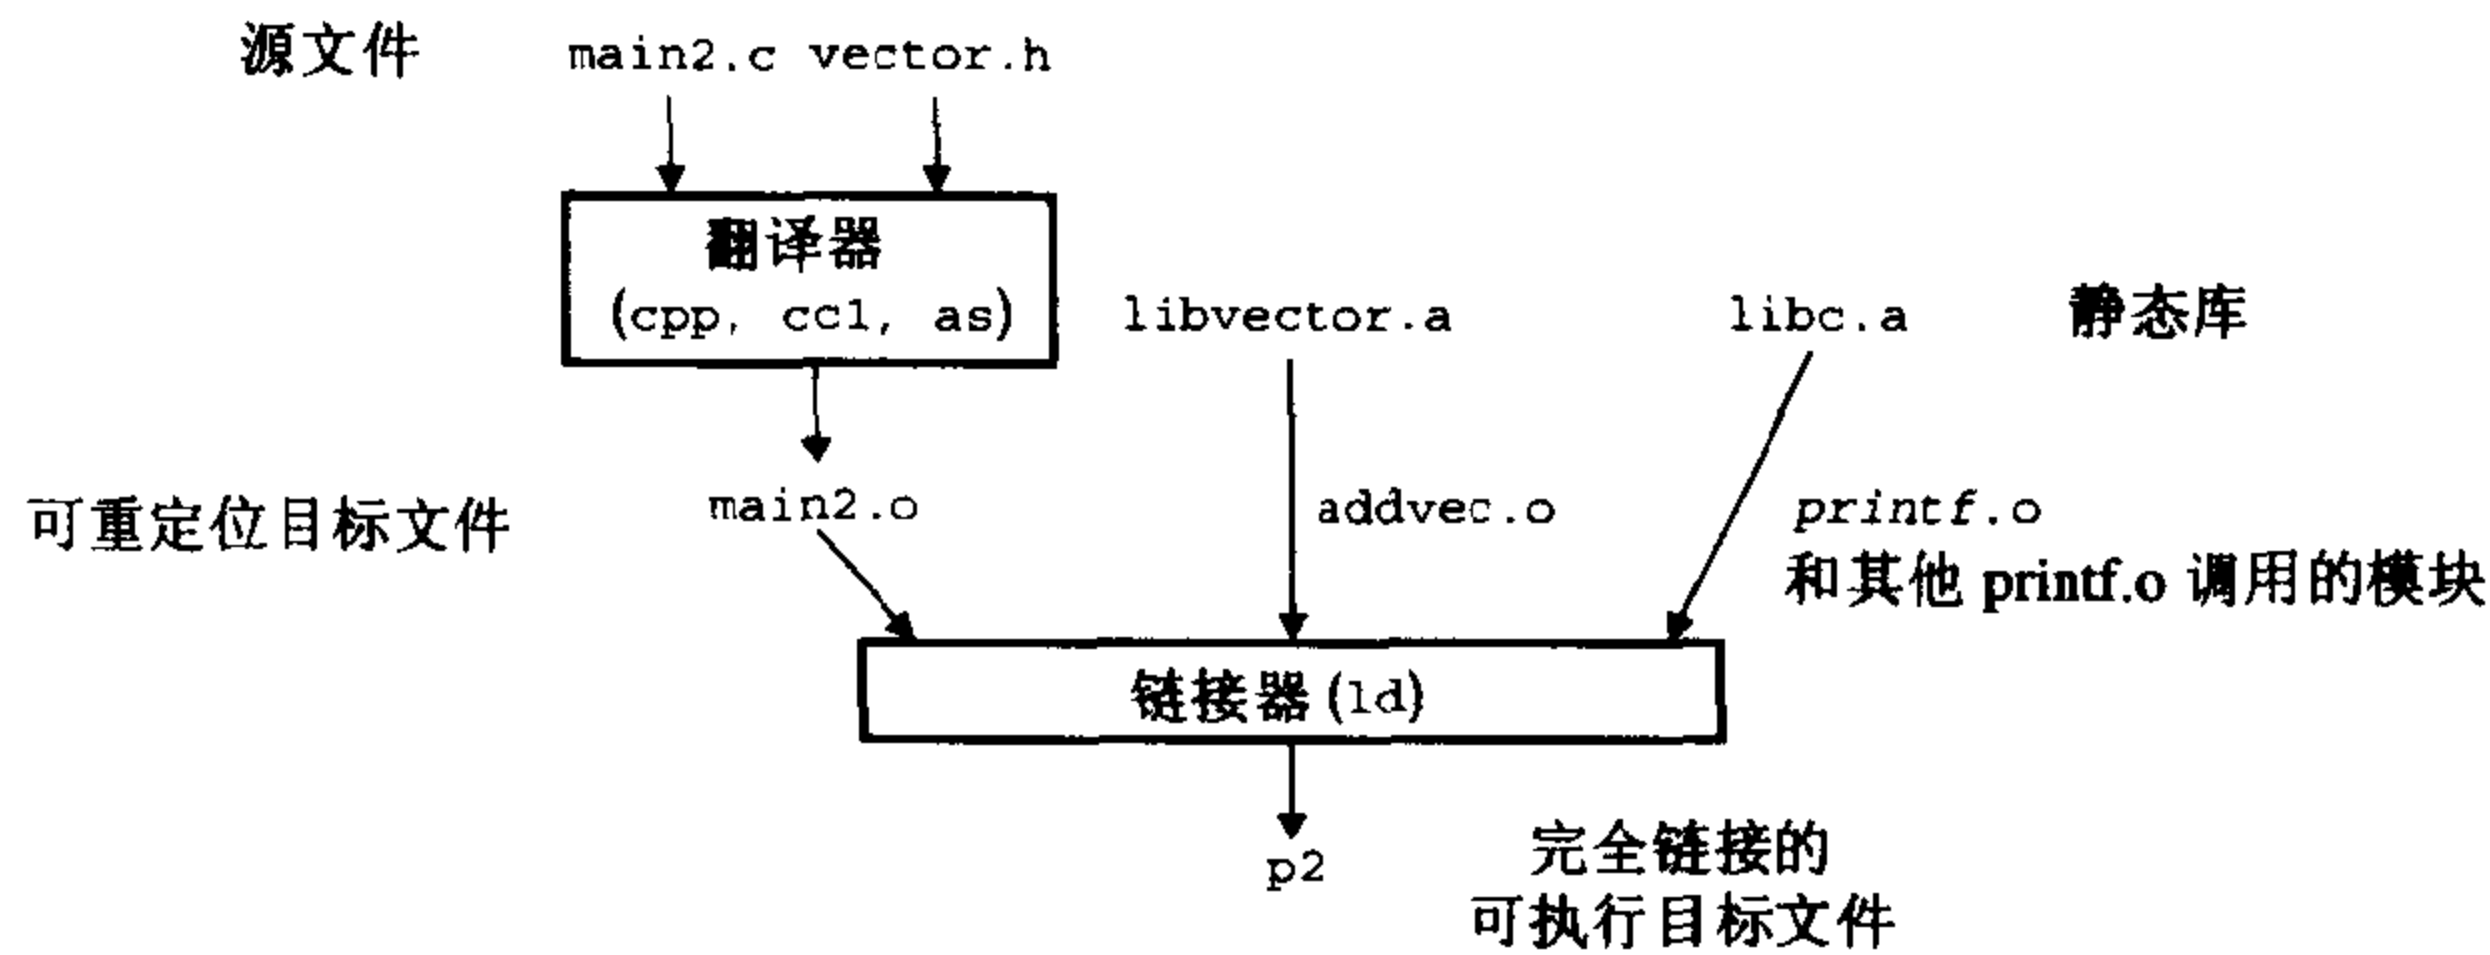 源文件 main2.c vector.h
翻译器
(cpp, cc1, as) libvector.a libc.a 静态库
可重定位目标文件 main2.o addvec.o printf.o
和其他 printf.o 调用的模块
链接器(ld)
p2 完全链接的
可执行目标文件